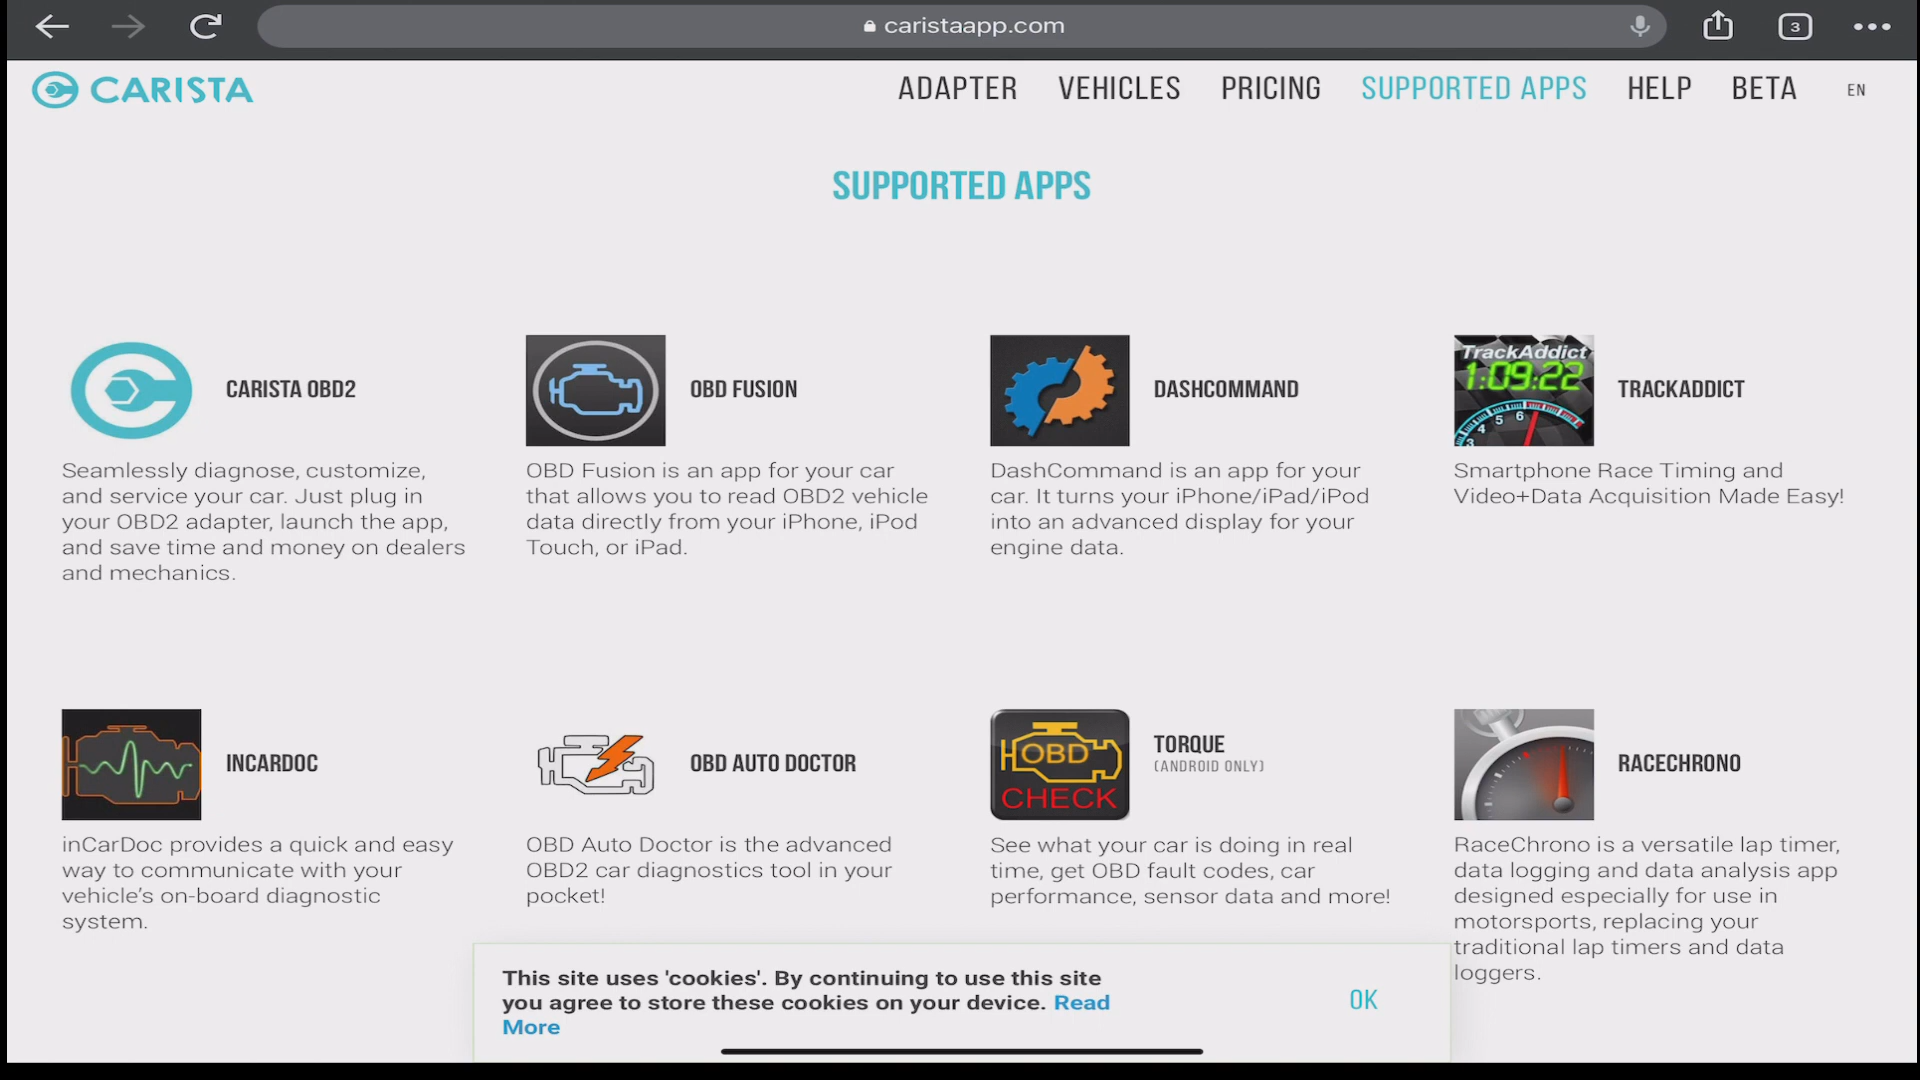 caristaapp.com
3
CARISTA
ADAPTER VEHICLES PRICING SUPPORTED APPS HELP BETA EN
SUPPORTED APPS
CARISTA OBD2
Seamlessly diagnose, customize,
and service your car. Just plug in
your OBD2 adapter, launch the app,
and save time and money on dealers
and mechanics.
OBD FUSION
OBD Fusion is an app for your car
that allows you to read OBD2 vehicle
data directly from your iPhone, iPod
Touch, or iPad.
DASHCOMMAND
DashCommand is an app for your
car. It turns your iPhone/iPad/iPod
into an advanced display for your
engine data.
TrackAddict
1:09:22
3 4 5 6
TRACKADDICT
Smartphone Race Timing and
Video+Data Acquisition Made Easy!
INCARDOC
inCarDoc provides a quick and easy
way to communicate with your
vehicle's on-board diagnostic
system.
OBD AUTO DOCTOR
OBD Auto Doctor is the advanced
OBD2 car diagnostics tool in your
pocket!
OBD
CHECK
TORQUE
(ANDROID ONLY)
See what your car is doing in real
time, get OBD fault codes, car
performance, sensor data and more!
RACECHRONO
RaceChrono is a versatile lap timer,
data logging and data analysis app
designed especially for use in
motorsports, replacing your
traditional lap timers and data
loggers.
This site uses 'cookies'. By continuing to use this site
you agree to store these cookies on your device. Read
More
OK